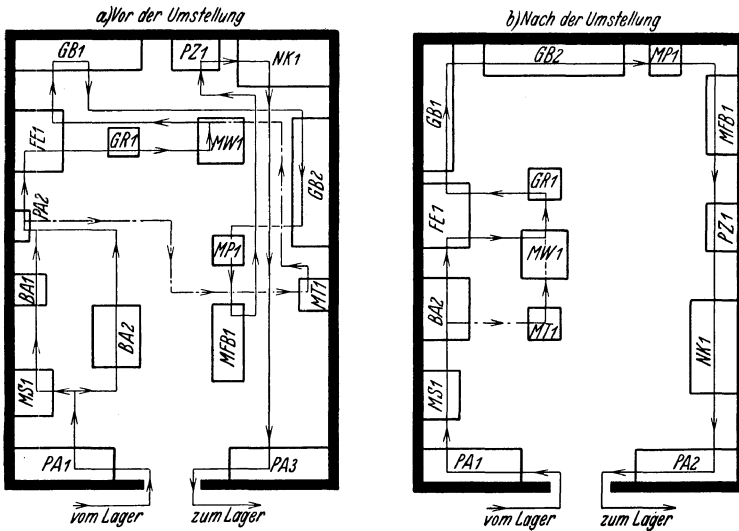 a) Vor der Umstellung
GB1
PZ1
NK1
FE1
GR1
MW1
GB2
PA2
MP1
BA1
BA2
MT1
MFB1
MS1
PA1
PA3
vom Lager
zum Lager
b) Nach der Umstellung
GB2
MP1
GB1
MFB1
GR1
FE1
PZ1
MW1
BA2
MT1
NK1
MS1
PA1
PA2
vom Lager
zum Lager